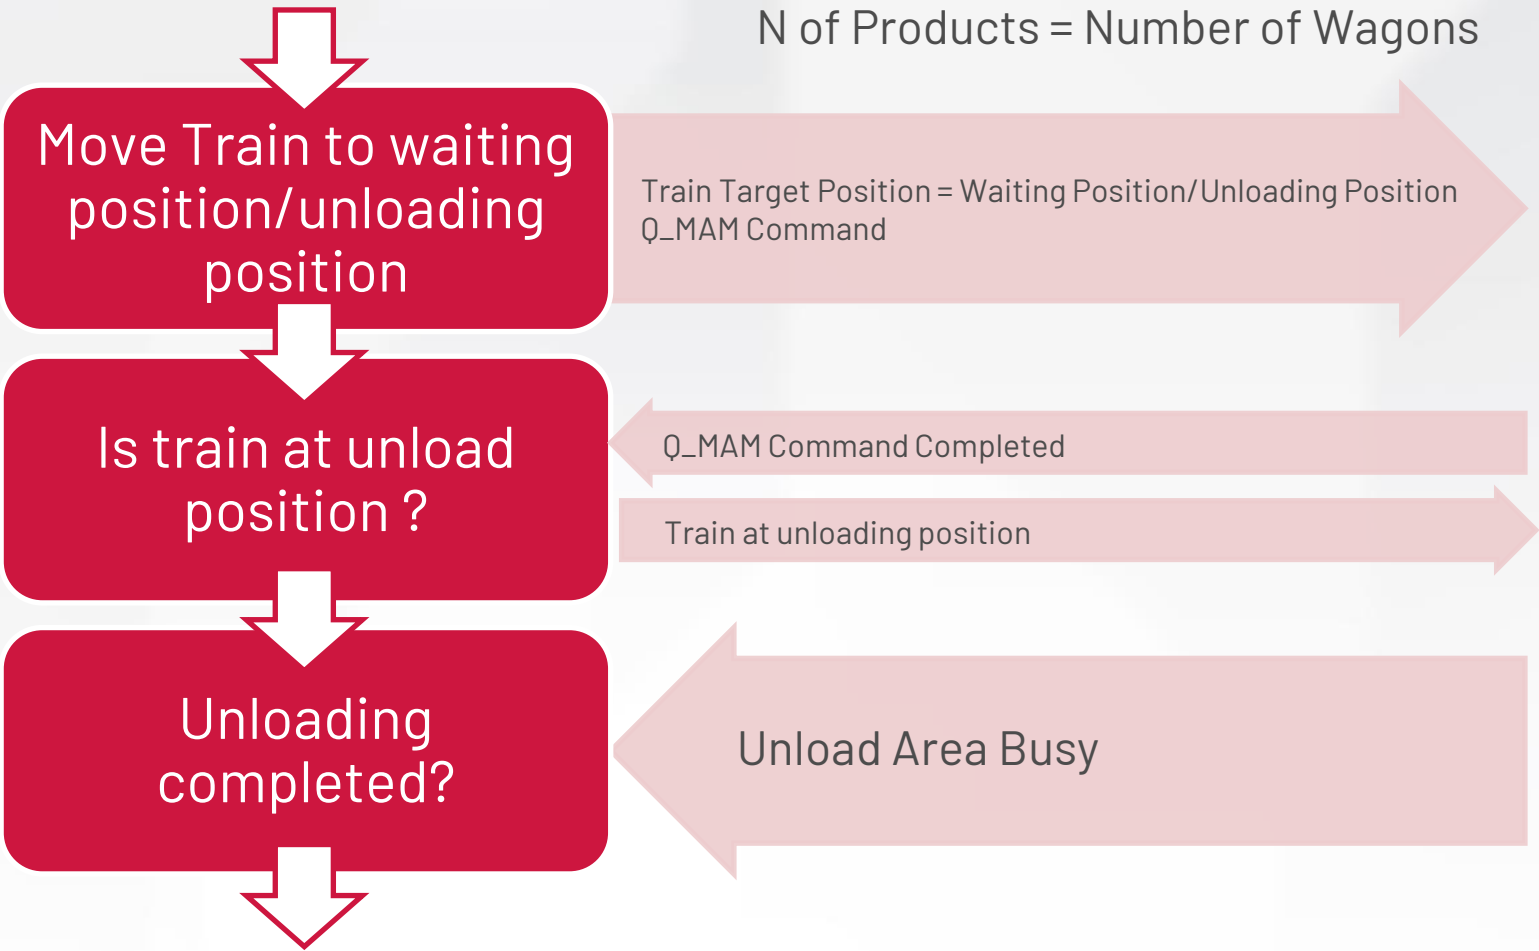 N of Products = Number of Wagons
Move Train to waiting
position/unloading
position
Train Target Position = Waiting Position/Unloading Position
Q_MAM Command
Is train at unload
position ?
Q_MAM Command Completed
Train at unloading position
Unloading
completed?
Unload Area Busy